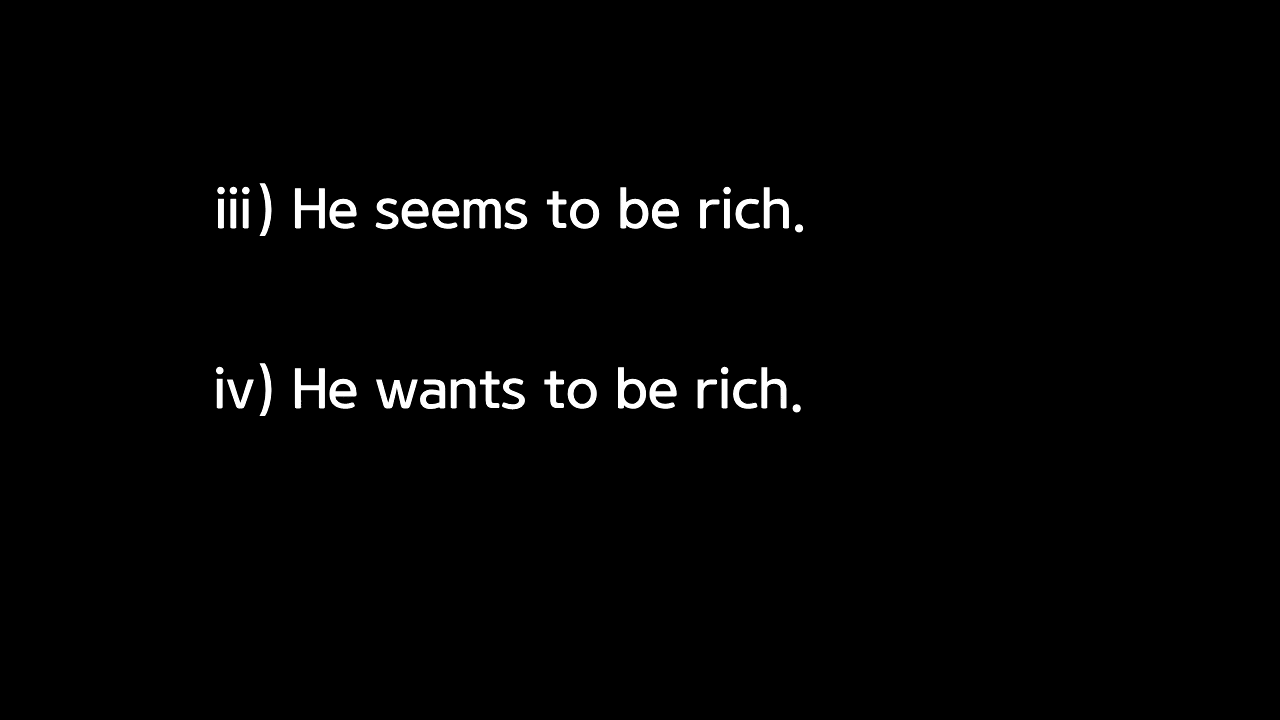 iii) He seems to be rich.
iv) He wants to be rich.